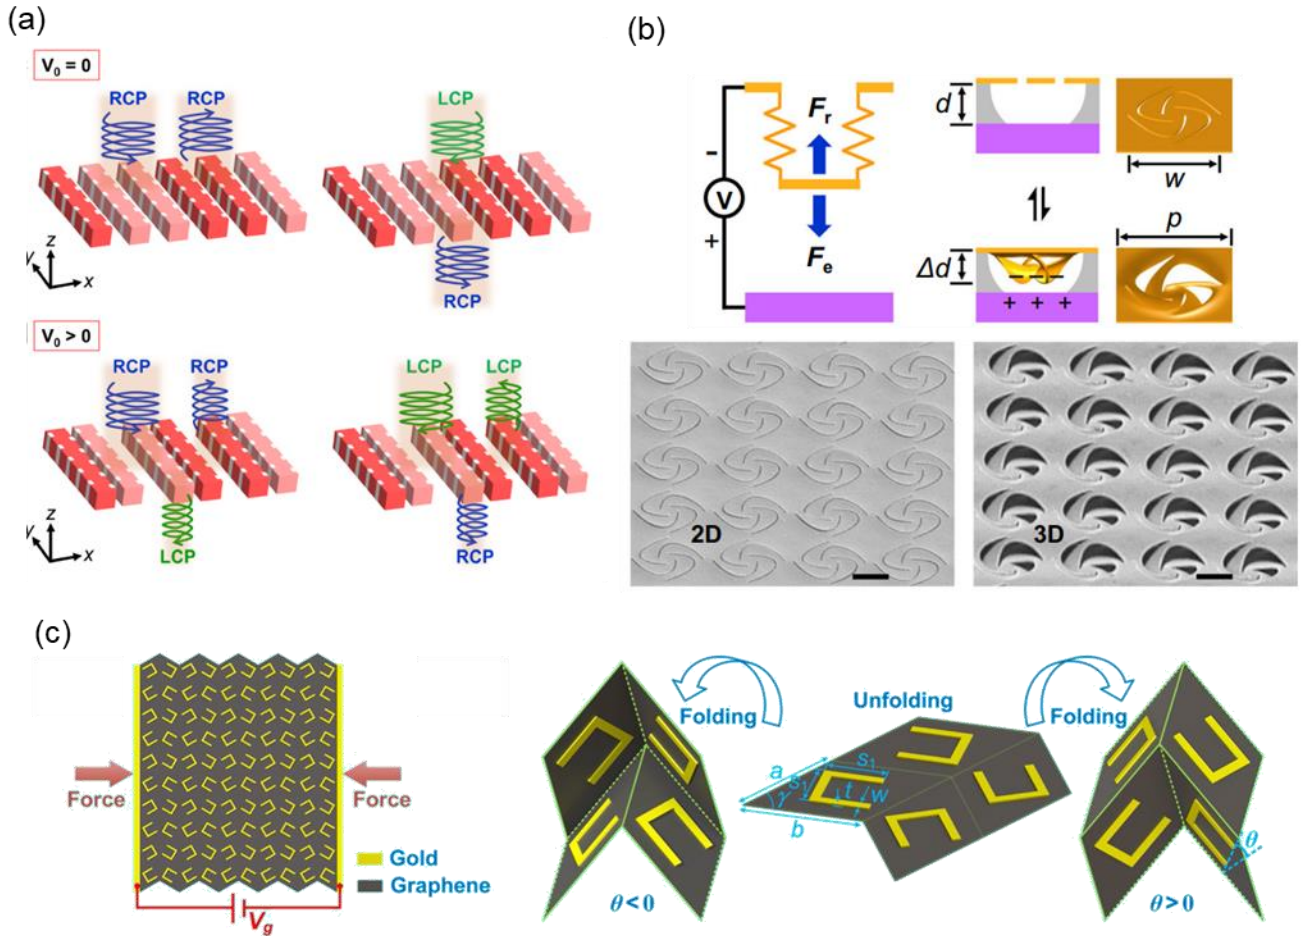 (a)
V₀ = 0
RCP
RCP
LCP
RCP
z
y
x
V₀ > 0
RCP
RCP
LCP
LCP
LCP
RCP
z
y
x
(b)
−
V
+
Fr
Fe
d
w
Δd
+ + +
p
2D
3D
(c)
Force
Force
Gold
Graphene
Vg
Folding
Unfolding
Folding
a
s₁
s₁
γ
t
w
b
θ
θ < 0
θ > 0